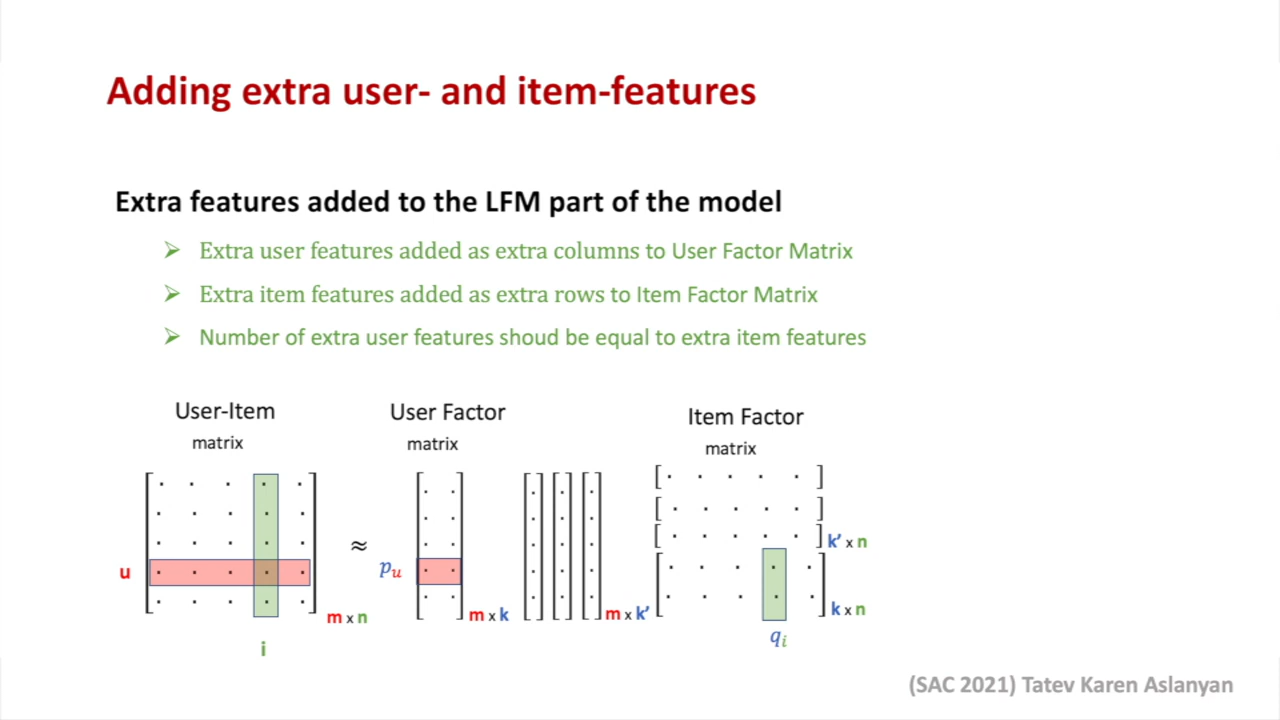 Adding extra user- and item-features
Extra features added to the LFM part of the model
➢ Extra user features added as extra columns to User Factor Matrix
➢ Extra item features added as extra rows to Item Factor Matrix
➢ Number of extra user features shoud be equal to extra item features
User-Item
matrix
User Factor
matrix
Item Factor
matrix
≈
u
p_u
k' x n
m x n
m x k
m x k'
k x n
i
q_i
(SAC 2021) Tatev Karen Aslanyan